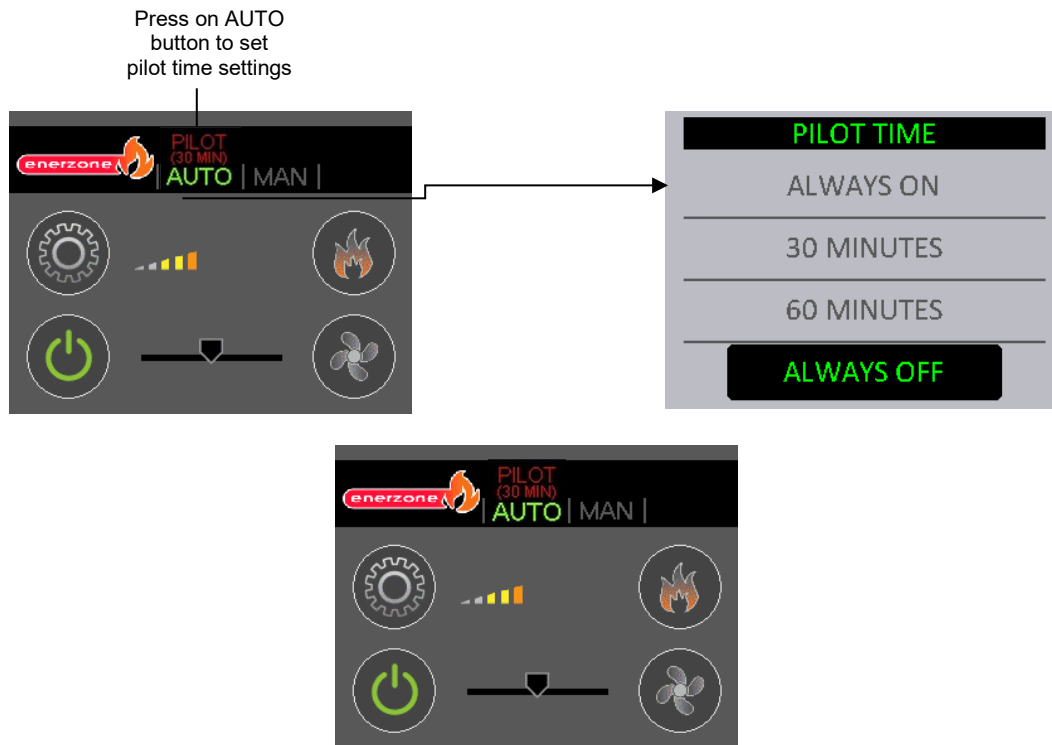 Press on AUTO
button to set
pilot time settings
PILOT
(30 MIN)
enerzone
AUTO | MAN |
PILOT TIME
ALWAYS ON
30 MINUTES
60 MINUTES
ALWAYS OFF
PILOT
(30 MIN)
enerzone
AUTO | MAN |